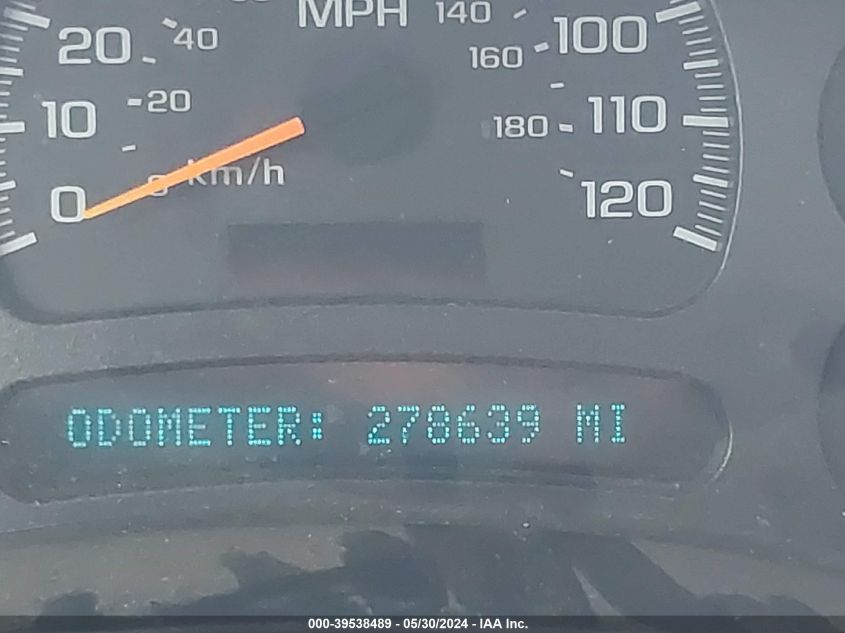 MPH 140
20 40 160 100
10 20 180 110
0 km/h 120
ODOMETER: 278639 MI
000-39538489 - 05/30/2024 - IAA Inc.